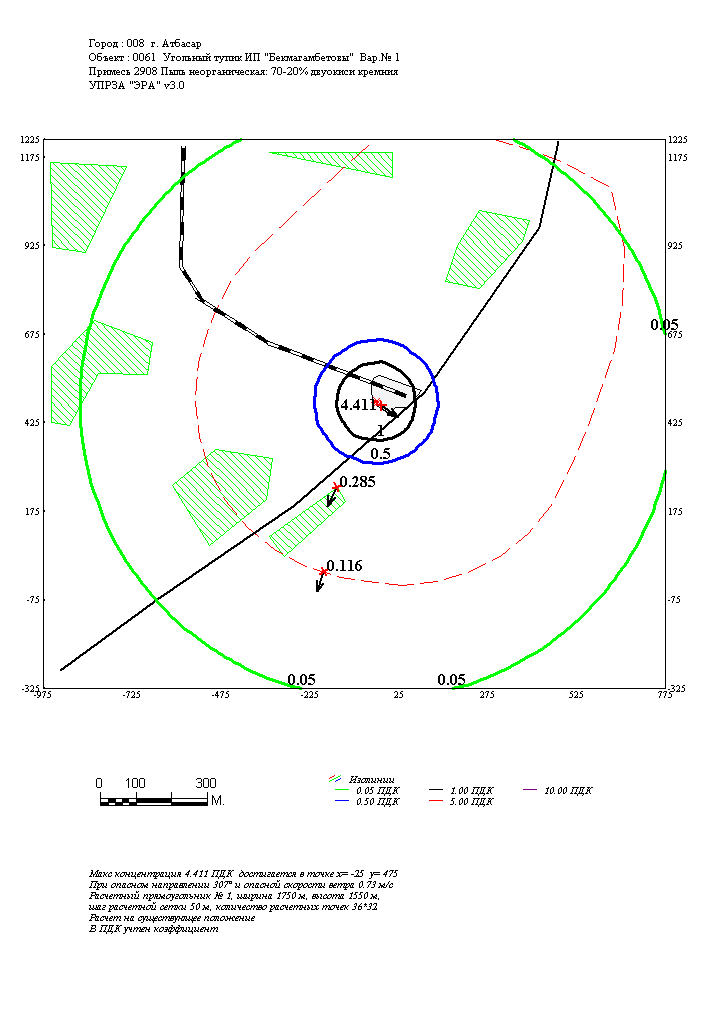 Город : 008 г. Атбасар
Объект : 0061 Угольный тупик ИП "Бекмагамбетовы" Вар.№ 1
Примесь 2908 Пыль неорганическая: 70-20% двуокиси кремния
УПРЗА "ЭРА" v3.0
1225 1225
1175 1175
925 925
0.05
675 675
4.411
425 425
1
0.5
0.285
175 175
0.116
-75 -75
0.05 0.05
-325 -325
-975 -725 -475 -225 25 275 525 775
0 100 300
М.
Изолинии
0.05 ПДК 1.00 ПДК 10.00 ПДК
0.50 ПДК 5.00 ПДК
Макс концентрация 4.411 ПДК достигается в точке x= -25 y= 475
При опасном направлении 307° и опасной скорости ветра 0.73 м/с
Расчетный прямоугольник № 1, ширина 1750 м, высота 1550 м,
шаг расчетной сетки 50 м, количество расчетных точек 36*32
Расчет на существующее положение
В ПДК учтен коэффициент